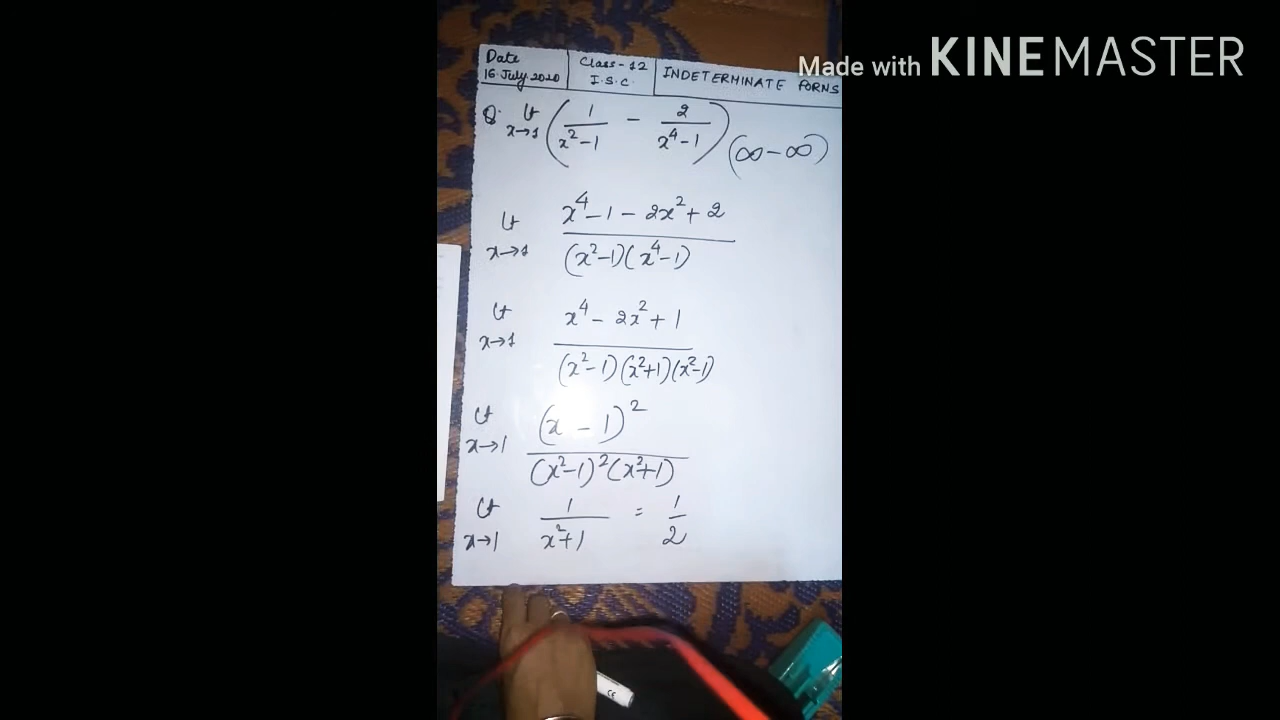 Made with KINEMASTER
Date
16 July 2020
Class - 12
I.S.C.
INDETERMINATE FORNS
Q. Lt x→1 ( 1/(x²-1) - 2/(x⁴-1) ) (∞-∞)
Lt x→1 (x⁴-1-2x²+2)/((x²-1)(x⁴-1))
Lt x→1 (x⁴-2x²+1)/((x²-1)(x²+1)(x²-1))
Lt x→1 (x-1)²/((x²-1)²(x²+1))
Lt x→1 1/(x²+1) = 1/2
CE